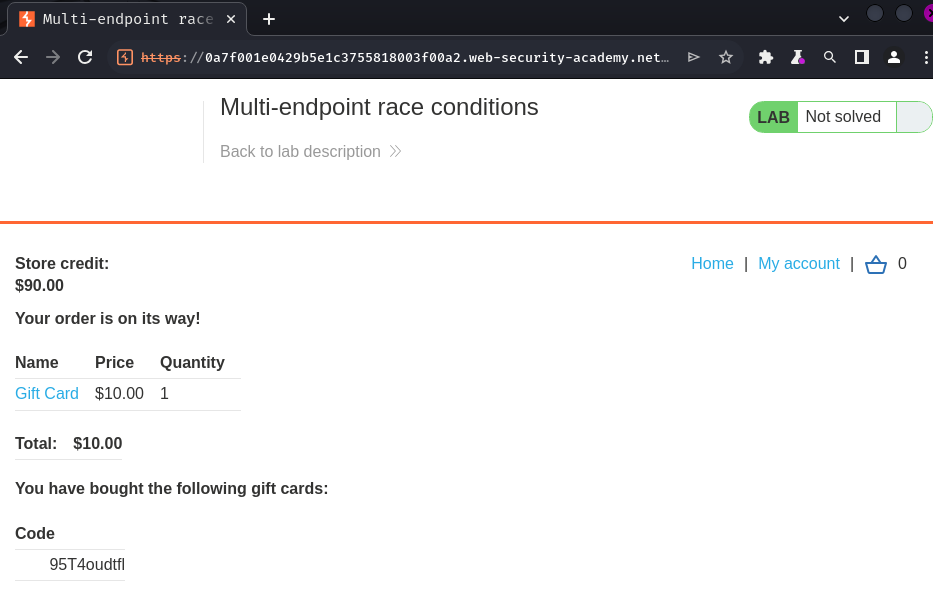 Multi-endpoint race
https://0a7f001e0429b5e1c3755818003f00a2.web-security-academy.net…
Multi-endpoint race conditions
LAB Not solved
Back to lab description
Store credit:
$90.00
Home | My account | 0
Your order is on its way!
Name Price Quantity
Gift Card $10.00 1
Total: $10.00
You have bought the following gift cards:
Code
95T4oudtfl